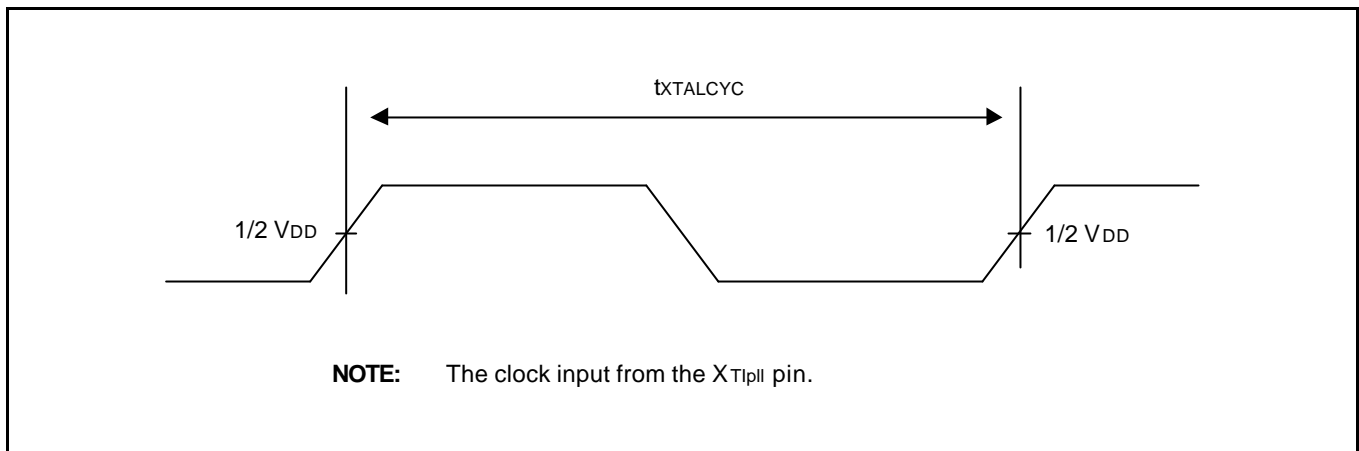 tXTALCYC
1/2 VDD
1/2 VDD
NOTE: The clock input from the XTIpll pin.